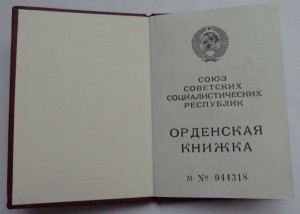 СОЮЗ
СОВЕТСКИХ
СОЦИАЛИСТИЧЕСКИХ
РЕСПУБЛИК
ОРДЕНСКАЯ
КНИЖКА
М № 044318